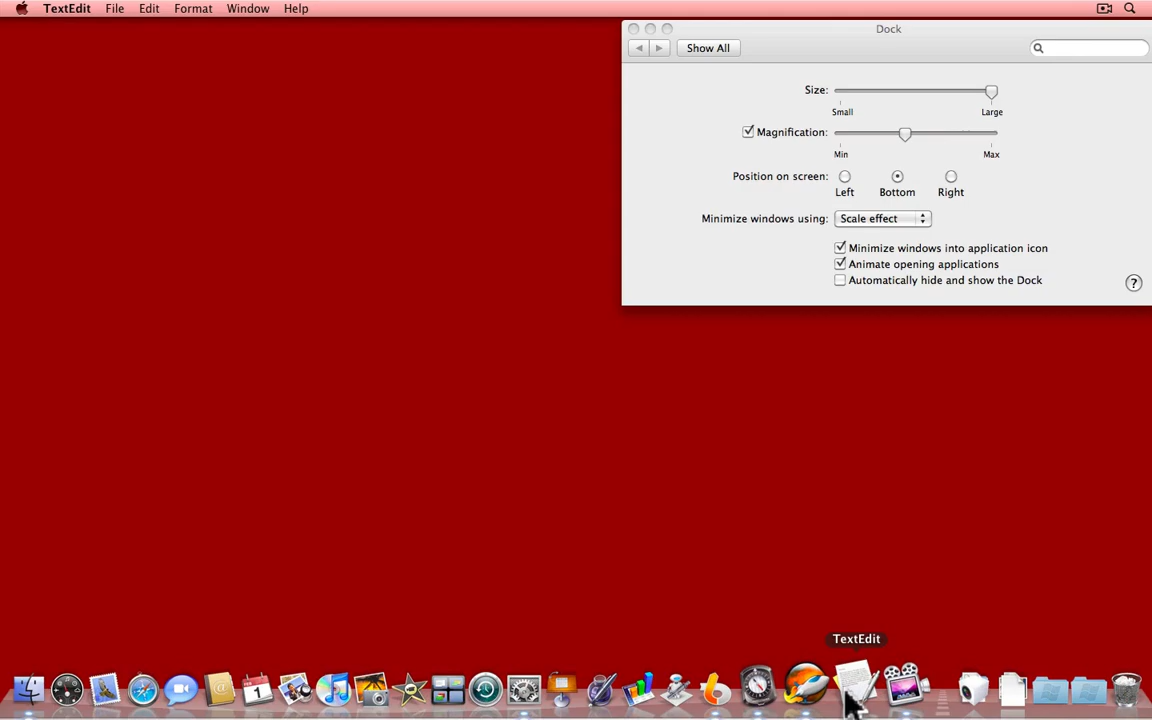 TextEdit File Edit Format Window Help
Dock
Show All
Size:
Small Large
Magnification:
Min Max
Position on screen:
Left Bottom Right
Minimize windows using: Scale effect
Minimize windows into application icon
Animate opening applications
Automatically hide and show the Dock
?
TextEdit
1